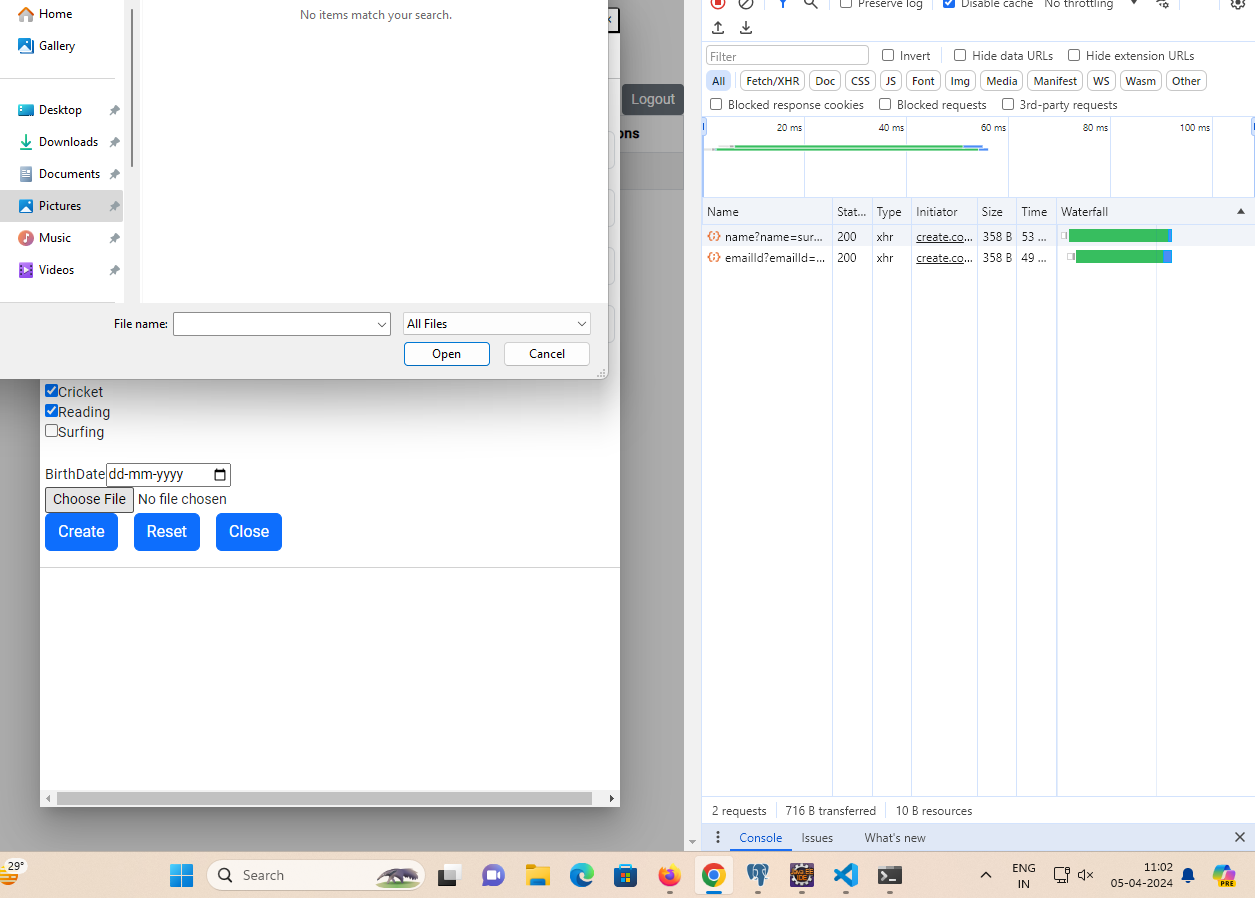 Home
Gallery
Desktop
Downloads
Documents
Pictures
Music
Videos
No items match your search.
File name:
All Files
Open
Cancel
Logout
ons
Cricket
Reading
Surfing
BirthDate dd-mm-yyyy
Choose File No file chosen
Create Reset Close
Preserve log Disable cache No throttling
Filter Invert Hide data URLs Hide extension URLs
All Fetch/XHR Doc CSS JS Font Img Media Manifest WS Wasm Other
Blocked response cookies Blocked requests 3rd-party requests
20 ms 40 ms 60 ms 80 ms 100 ms
Name Stat... Type Initiator Size Time Waterfall
name?name=sur... 200 xhr create.co... 358 B 53 ...
emailId?emailId=... 200 xhr create.co... 358 B 49 ...
2 requests 716 B transferred 10 B resources
Console Issues What's new
29°
Search
ENG
IN
11:02
05-04-2024
PRE